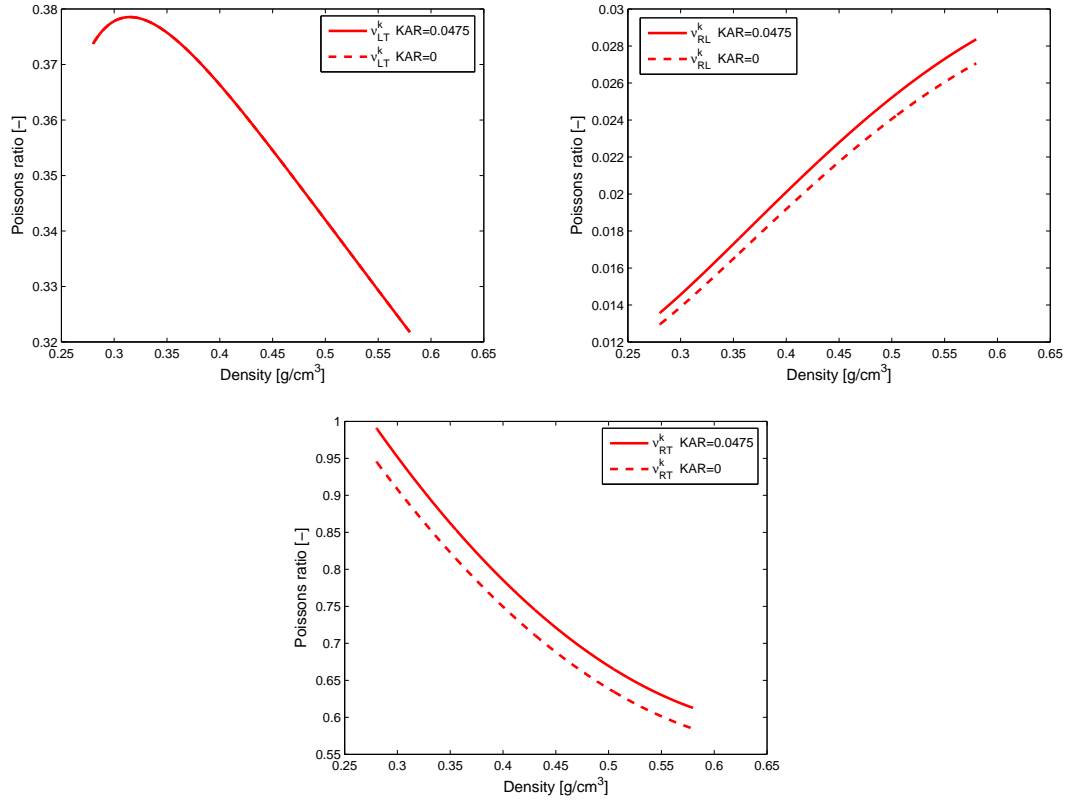 0.38
0.37
0.36
0.35
0.34
0.33
0.32
Poissons ratio [−]
ν_LT^k KAR=0.0475
ν_LT^k KAR=0
0.25 0.3 0.35 0.4 0.45 0.5 0.55 0.6 0.65
Density [g/cm³]
0.03
0.028
0.026
0.024
0.022
0.02
0.018
0.016
0.014
0.012
Poissons ratio [−]
ν_RL^k KAR=0.0475
ν_RL^k KAR=0
0.25 0.3 0.35 0.4 0.45 0.5 0.55 0.6 0.65
Density [g/cm³]
1
0.95
0.9
0.85
0.8
0.75
0.7
0.65
0.6
0.55
Poissons ratio [−]
ν_RT^k KAR=0.0475
ν_RT^k KAR=0
0.25 0.3 0.35 0.4 0.45 0.5 0.55 0.6 0.65
Density [g/cm³]